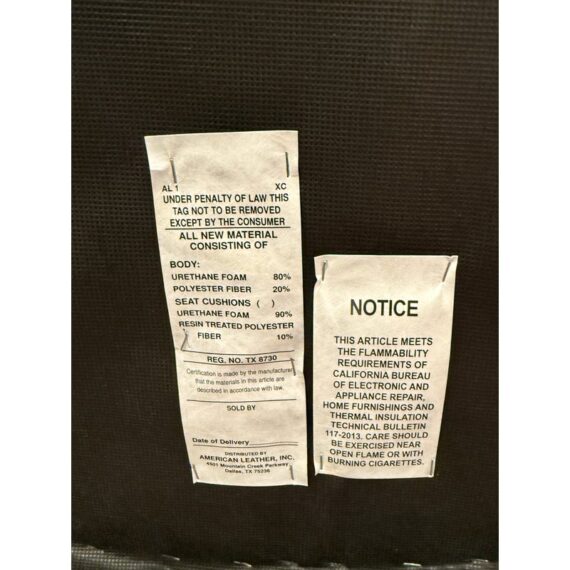 AL 1 XC
UNDER PENALTY OF LAW THIS
TAG NOT TO BE REMOVED
EXCEPT BY THE CONSUMER
ALL NEW MATERIAL
CONSISTING OF
BODY:
URETHANE FOAM 80%
POLYESTER FIBER 20%
SEAT CUSHIONS ( )
URETHANE FOAM 90%
RESIN TREATED POLYESTER
FIBER 10%
REG. NO. TX 8730
Certification is made by the manufacturer
that the materials in this article are
described in accordance with law.
SOLD BY
Date of Delivery
DISTRIBUTED BY
AMERICAN LEATHER, INC.
4501 Mountain Creek Parkway
Dallas, TX 75236
NOTICE
THIS ARTICLE MEETS
THE FLAMMABILITY
REQUIREMENTS OF
CALIFORNIA BUREAU
OF ELECTRONIC AND
APPLIANCE REPAIR,
HOME FURNISHINGS AND
THERMAL INSULATION
TECHNICAL BULLETIN
117-2013. CARE SHOULD
BE EXERCISED NEAR
OPEN FLAME OR WITH
BURNING CIGARETTES.